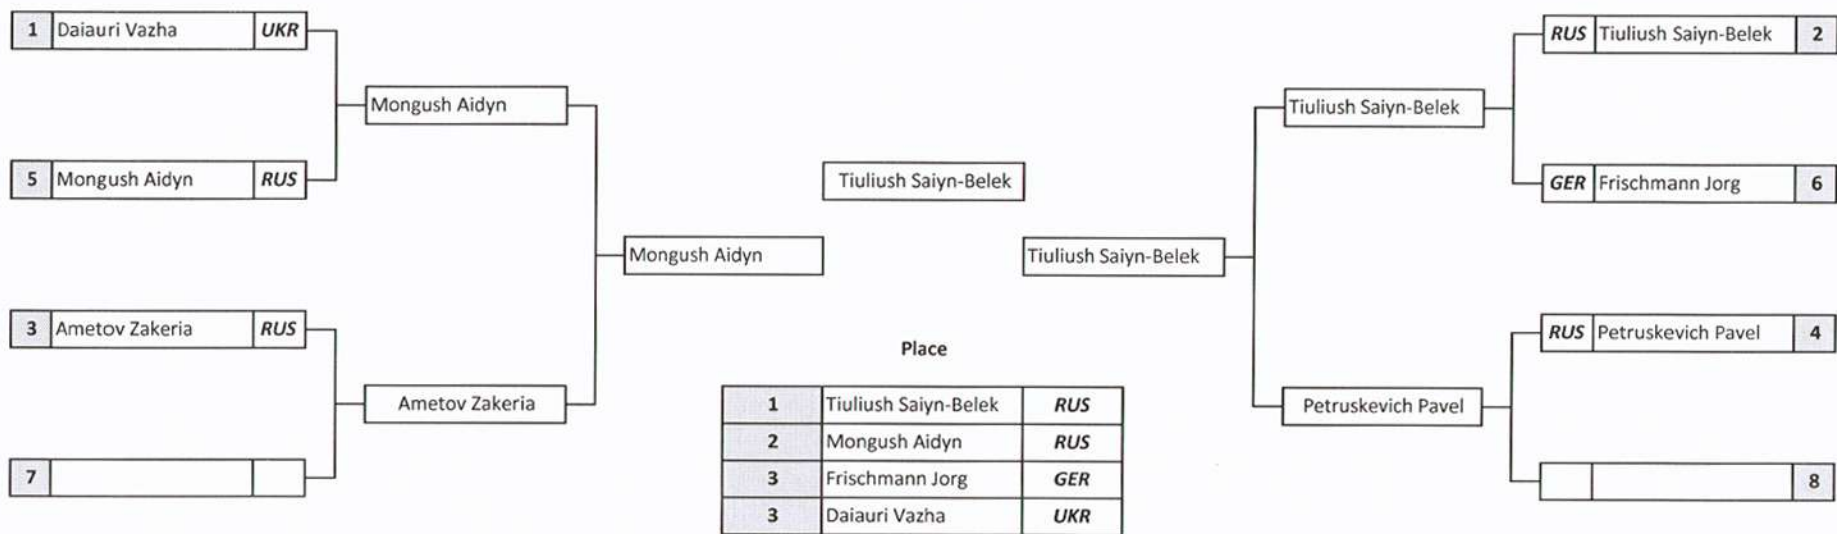 1 Daiauri Vazha UKR
RUS Tiuliush Saiyn-Belek 2
Mongush Aidyn
Tiuliush Saiyn-Belek
5 Mongush Aidyn RUS
Tiuliush Saiyn-Belek
GER Frischmann Jorg 6
Mongush Aidyn
Tiuliush Saiyn-Belek
3 Ametov Zakeria RUS
RUS Petruskevich Pavel 4
Place
Ametov Zakeria
1 Tiuliush Saiyn-Belek RUS
Petruskevich Pavel
2 Mongush Aidyn RUS
7
3 Frischmann Jorg GER
8
3 Daiauri Vazha UKR